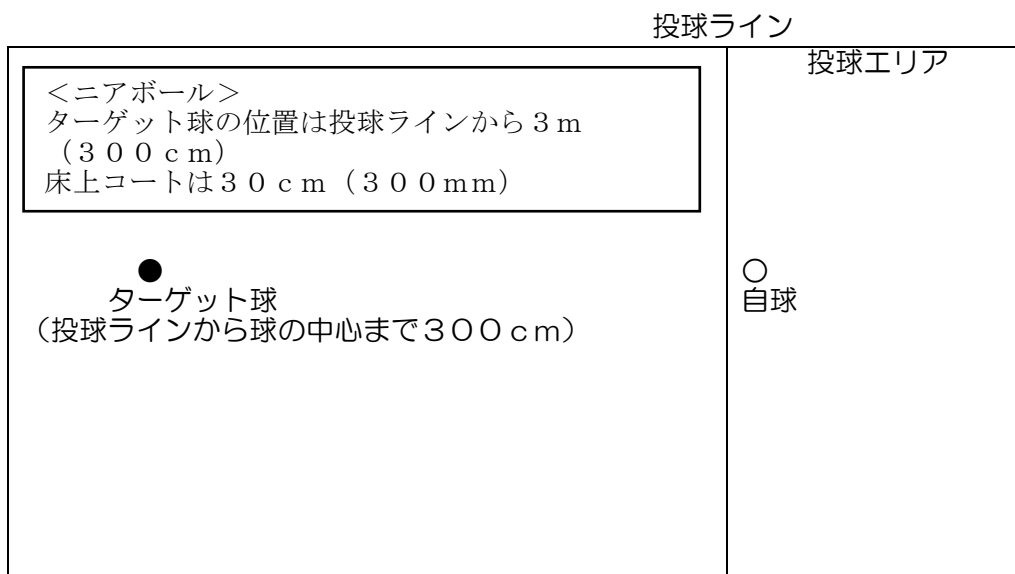 投球ライン
投球エリア
＜ニアボール＞
ターゲット球の位置は投球ラインから３ｍ
（３００ｃｍ）
床上コートは３０ｃｍ（３００ｍｍ）
●
ターゲット球
（投球ラインから球の中心まで３００ｃｍ）
○
自球